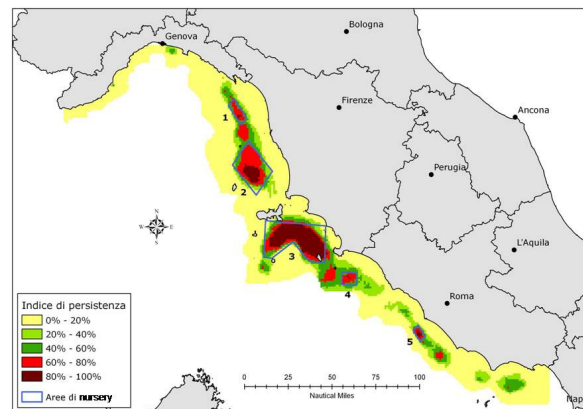 Bologna
Genova
Firenze
Ancona
1
Perugia
2
N
W E
S
L'Aquila
3
4
Roma
Indice di persistenza
0% - 20%
20% - 40%
40% - 60%
60% - 80%
80% - 100%
Aree di nursery
5
0 25 50 100
Nautical Miles
Nap